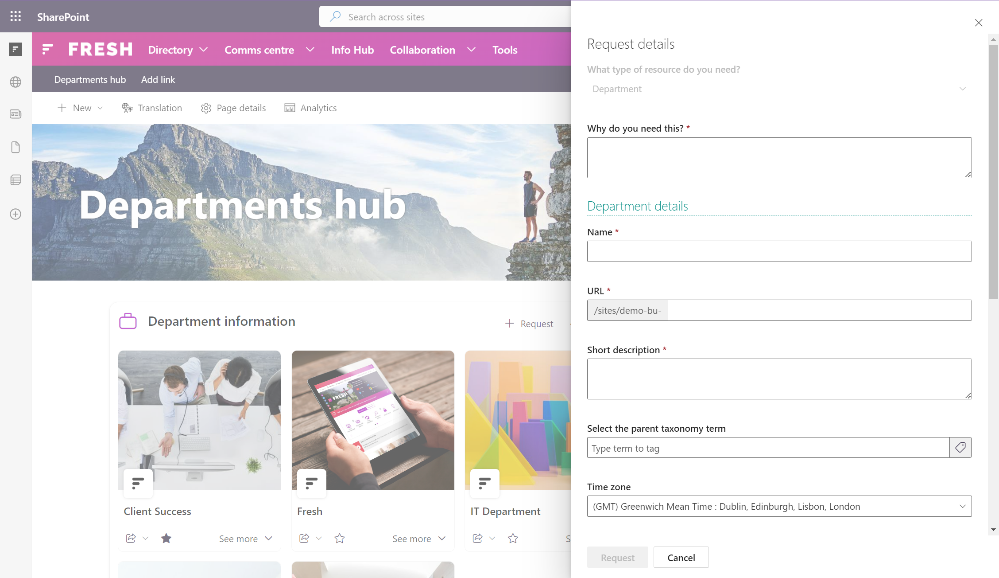 SharePoint
Search across sites
FRESH
Directory
Comms centre
Info Hub
Collaboration
Tools
Departments hub
Add link
New
Translation
Page details
Analytics
Departments hub
Department information
Request
FRESH
Client Success
See more
Fresh
See more
IT Department
S
Request details
What type of resource do you need?
Department
Why do you need this? *
Department details
Name *
URL *
/sites/demo-bu-
Short description *
Select the parent taxonomy term
Type term to tag
Time zone
(GMT) Greenwich Mean Time : Dublin, Edinburgh, Lisbon, London
Request
Cancel